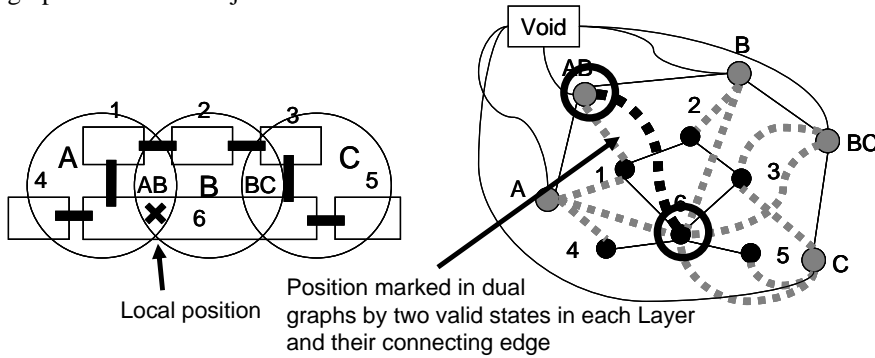 Void
B
AB
1 2 3
2
A C
BC
4 AB B BC 5
1 3
6
A
6
4 5
C
Local position
Position marked in dual
graphs by two valid states in each Layer
and their connecting edge